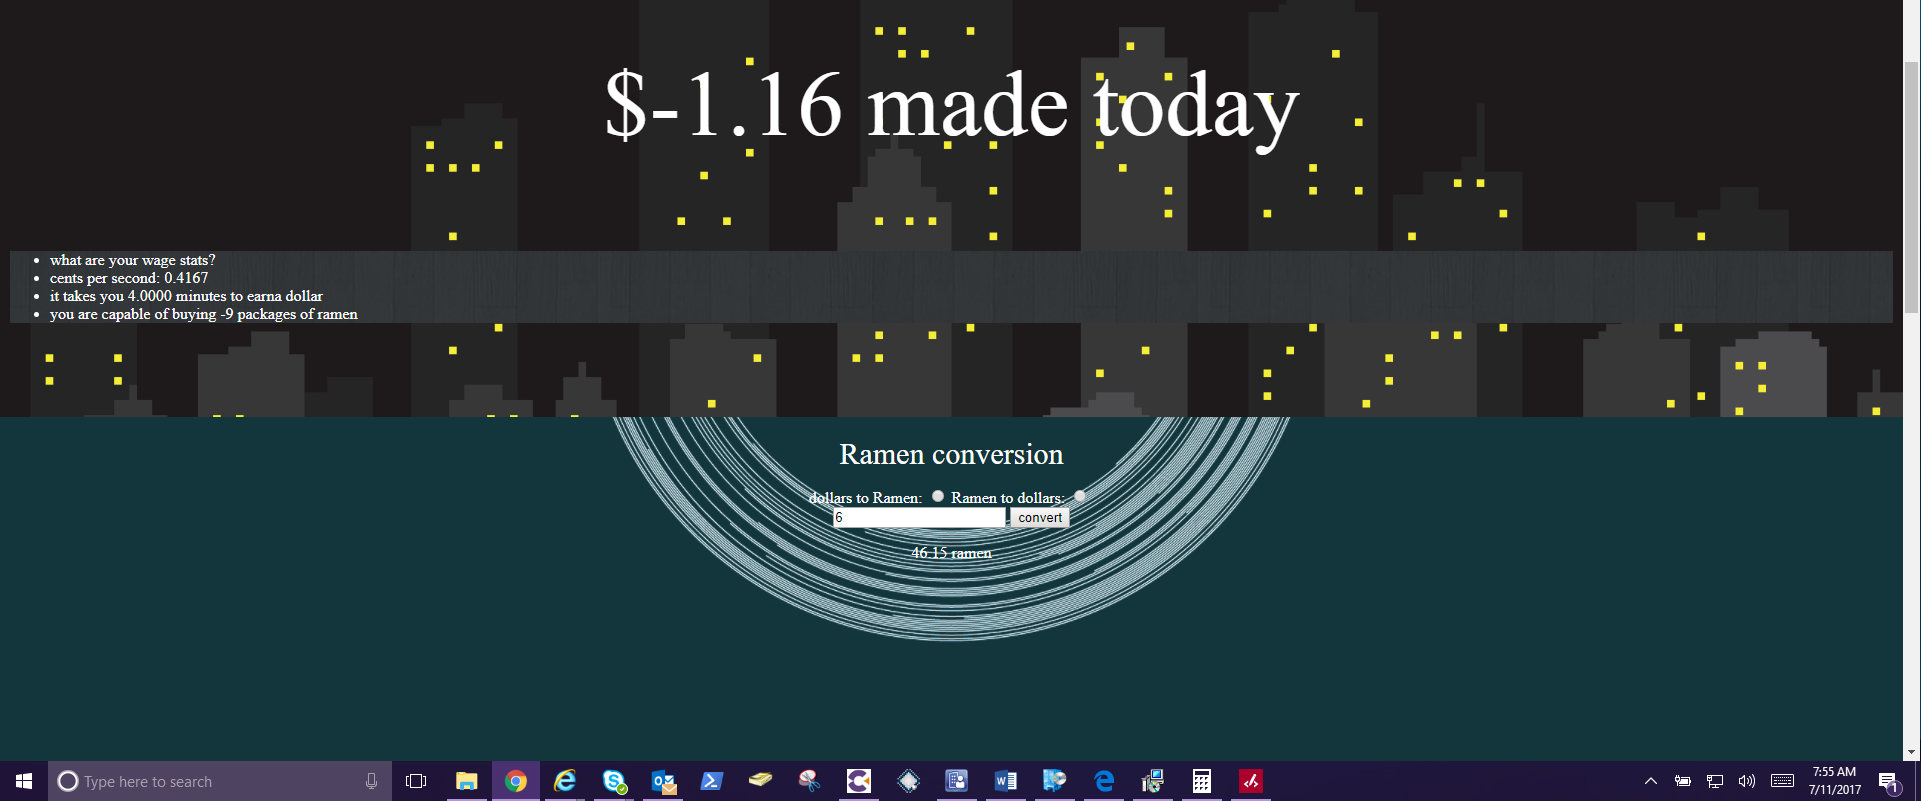 $-1.16 made today
what are your wage stats?
cents per second: 0.4167
it takes you 4.0000 minutes to earna dollar
you are capable of buying -9 packages of ramen
Ramen conversion
dollars to Ramen: Ramen to dollars:
6 convert
46.15 ramen
Type here to search
7:55 AM
7/11/2017
1